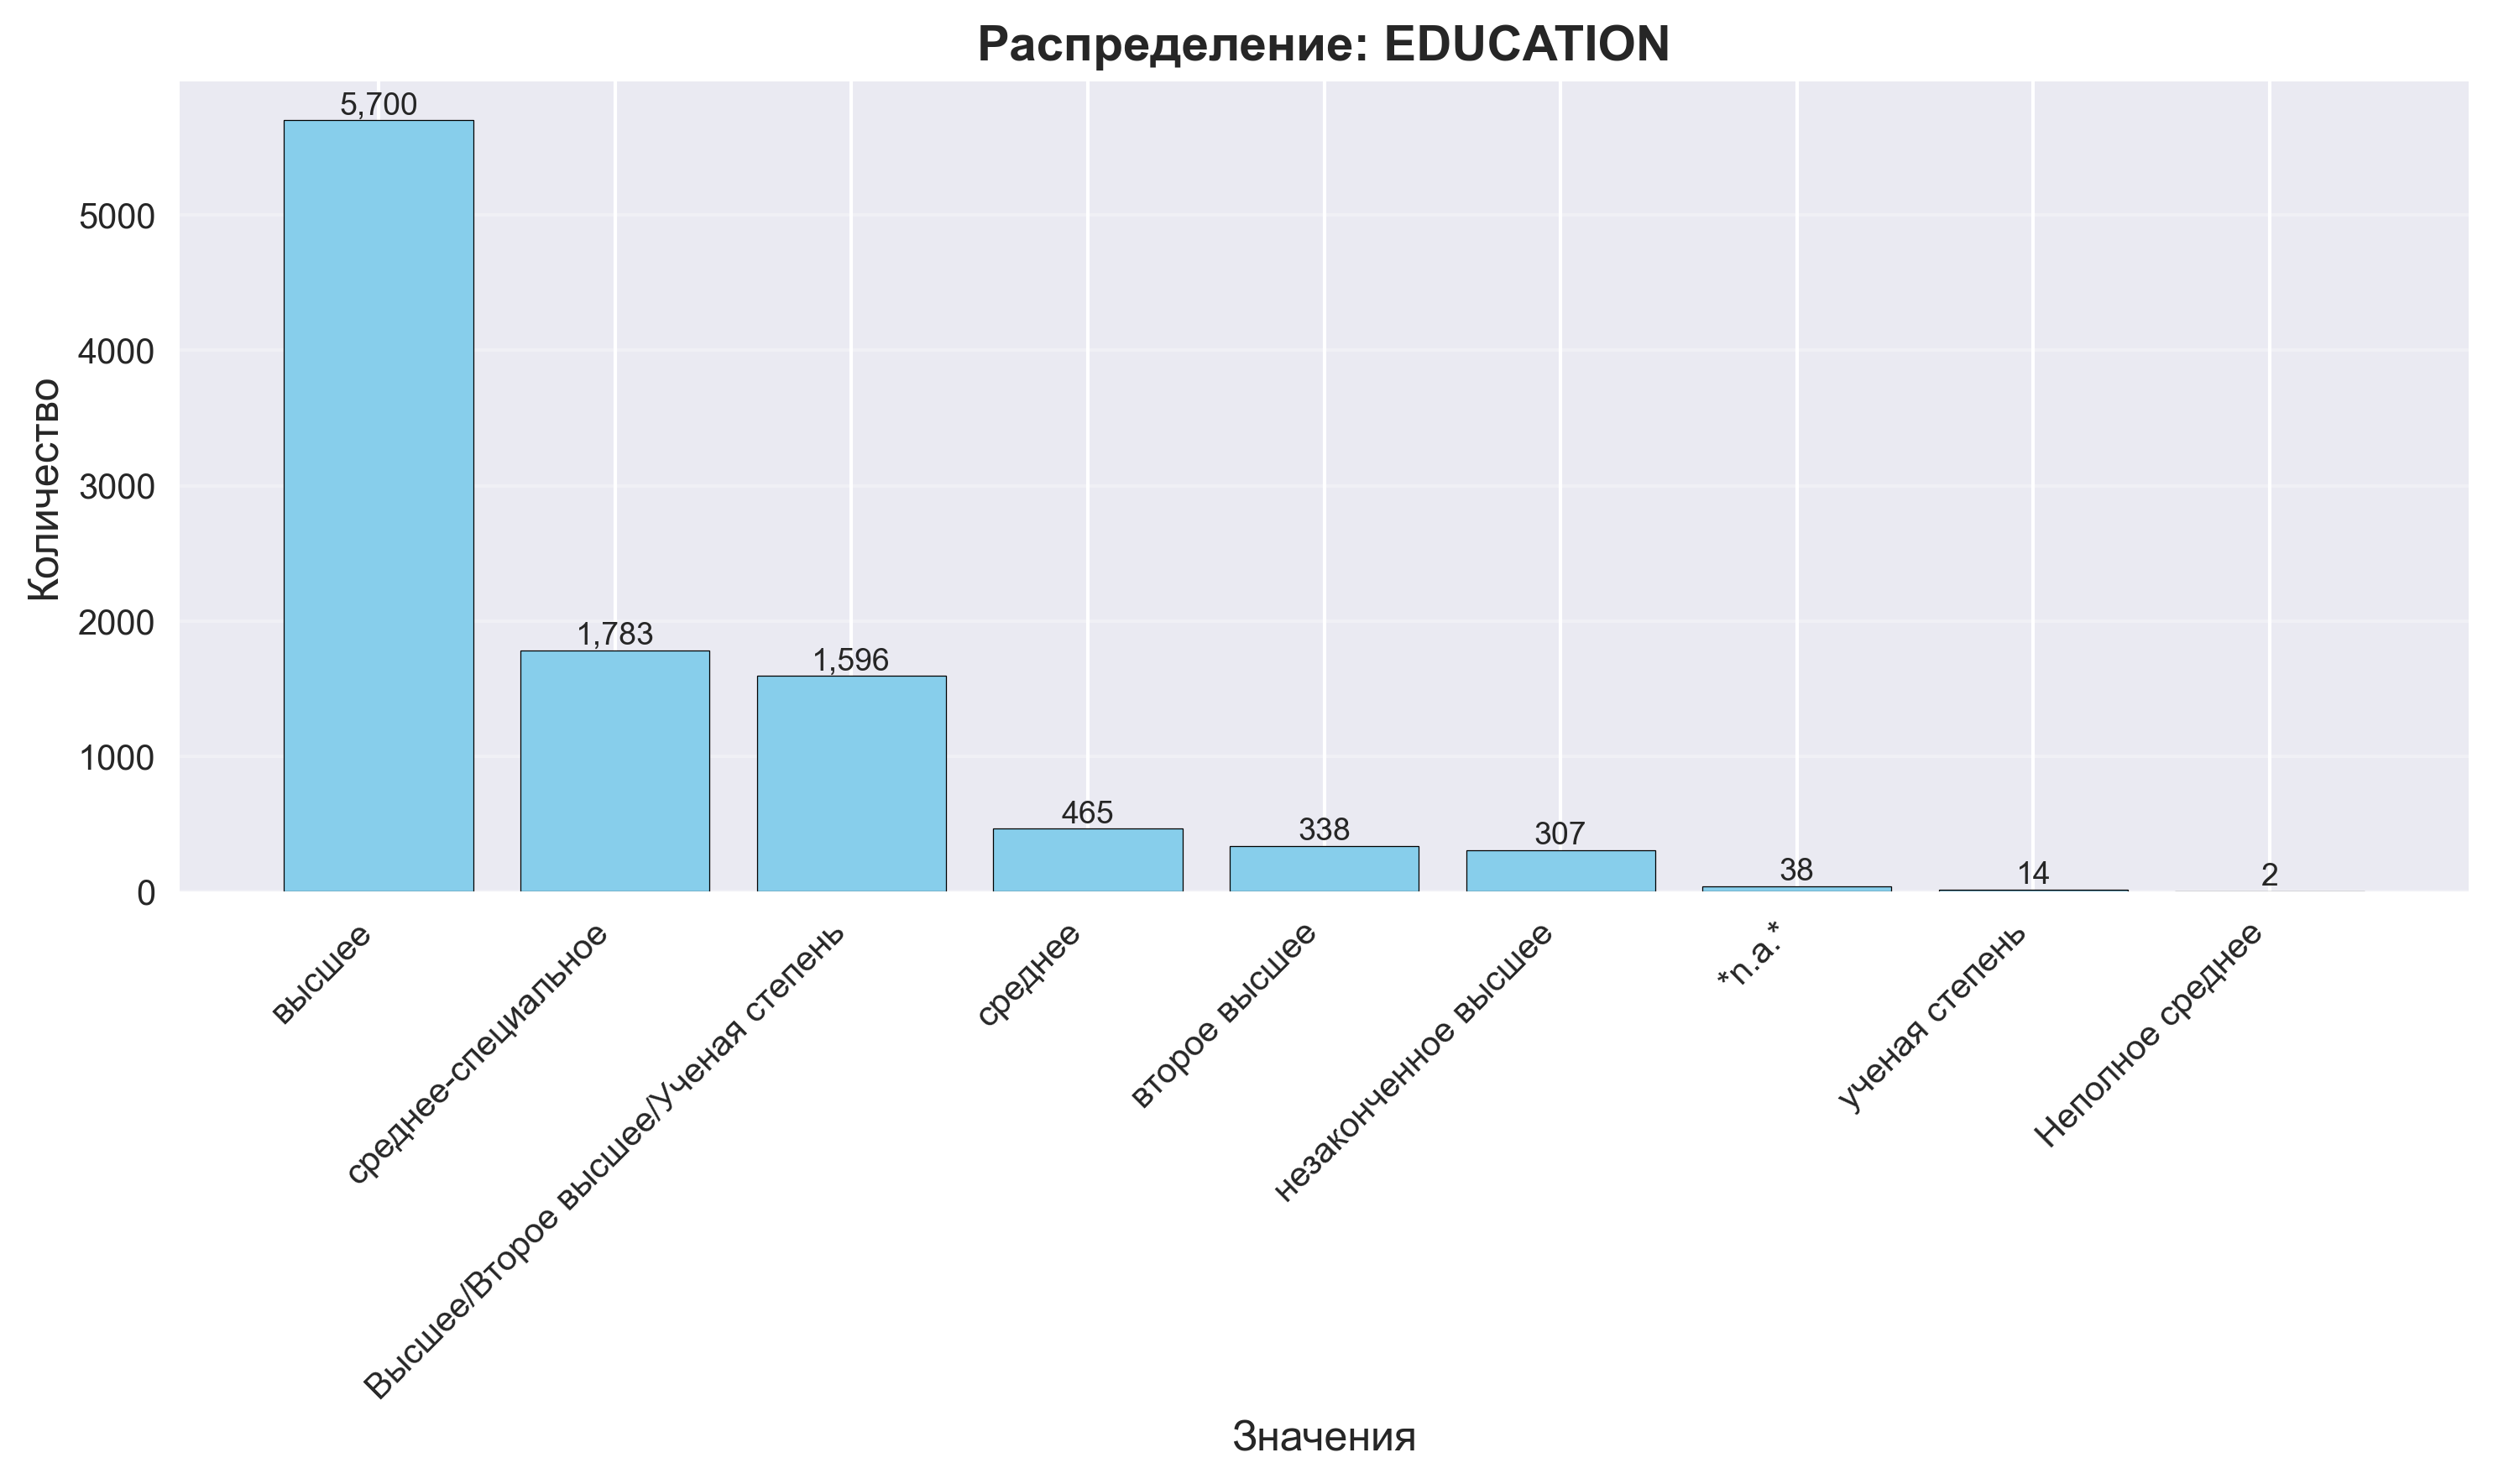 Распределение: EDUCATION
Количество
5000
4000
3000
2000
1000
0
5,700
1,783
1,596
465
338
307
38
14
2
высшее
среднее-специальное
Высшее/Второе высшее/Ученая степень
среднее
второе высшее
незаконченное высшее
*n.a.*
ученая степень
Неполное среднее
Значения